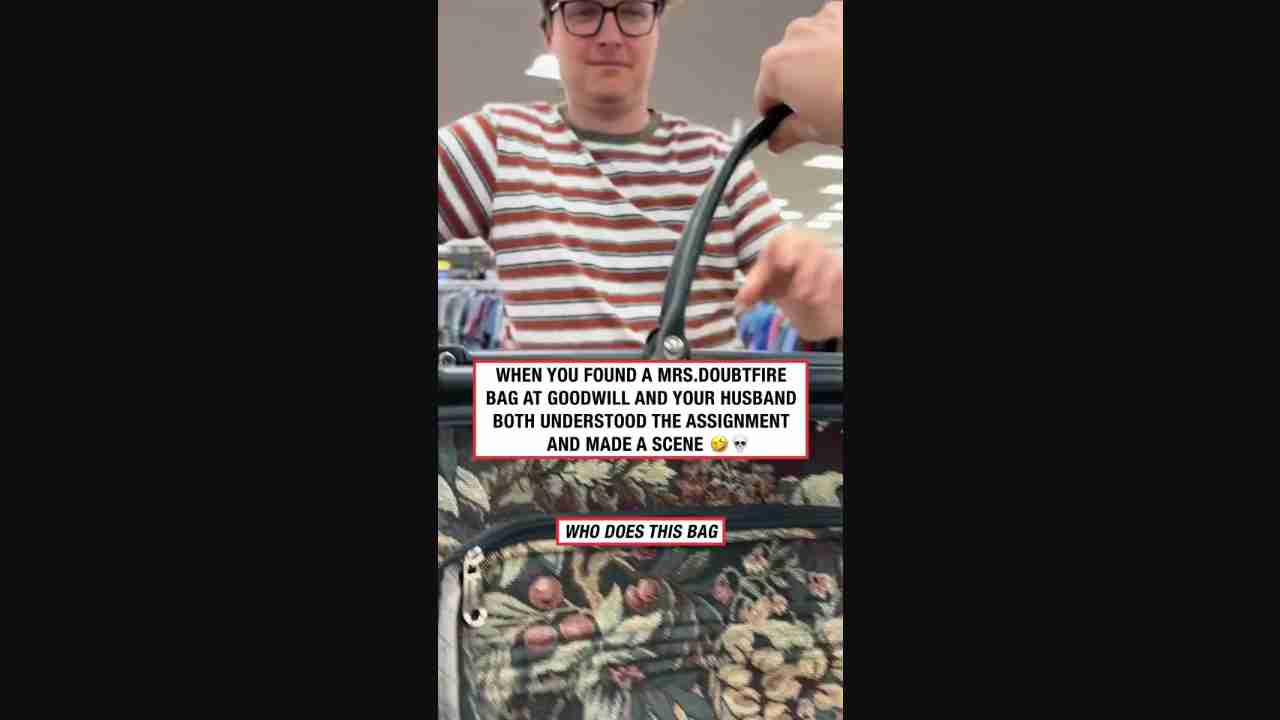 WHEN YOU FOUND A MRS.DOUBTFIRE
BAG AT GOODWILL AND YOUR HUSBAND
BOTH UNDERSTOOD THE ASSIGNMENT
AND MADE A SCENE 🤣💀
WHO DOES THIS BAG